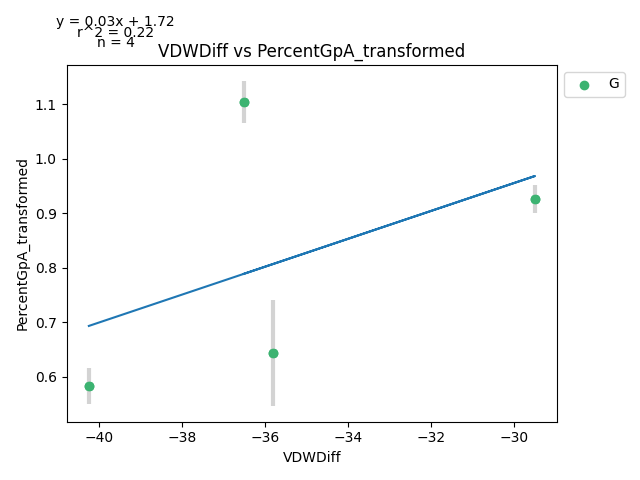 y = 0.03x + 1.72
r^2 = 0.22
n = 4
VDWDiff vs PercentGpA_transformed
G
PercentGpA_transformed
1.1
1.0
0.9
0.8
0.7
0.6
−40
−38
−36
−34
−32
−30
VDWDiff